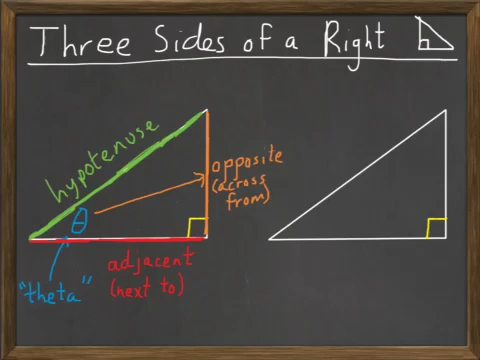 Three Sides of a Right
hypotenuse
opposite
(across
from)
θ
adjacent
(next to)
"theta"